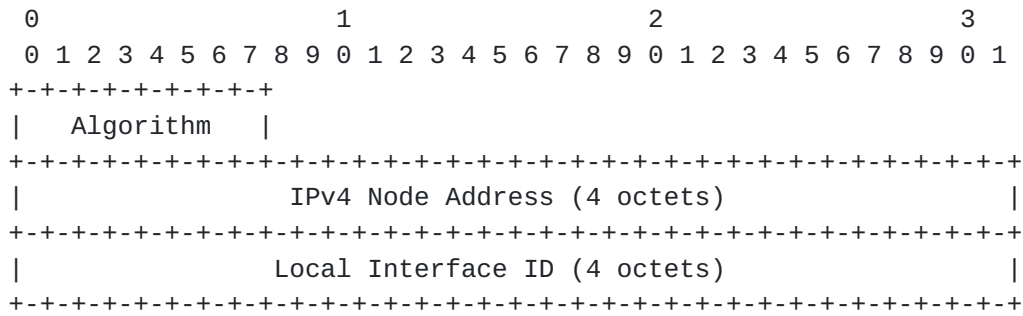 0                   1                   2                   3
 0 1 2 3 4 5 6 7 8 9 0 1 2 3 4 5 6 7 8 9 0 1 2 3 4 5 6 7 8 9 0 1
+-+-+-+-+-+-+-+-+
|   Algorithm   |
+-+-+-+-+-+-+-+-+-+-+-+-+-+-+-+-+-+-+-+-+-+-+-+-+-+-+-+-+-+-+-+-+
|                 IPv4 Node Address (4 octets)                  |
+-+-+-+-+-+-+-+-+-+-+-+-+-+-+-+-+-+-+-+-+-+-+-+-+-+-+-+-+-+-+-+-+
|                Local Interface ID (4 octets)                  |
+-+-+-+-+-+-+-+-+-+-+-+-+-+-+-+-+-+-+-+-+-+-+-+-+-+-+-+-+-+-+-+-+